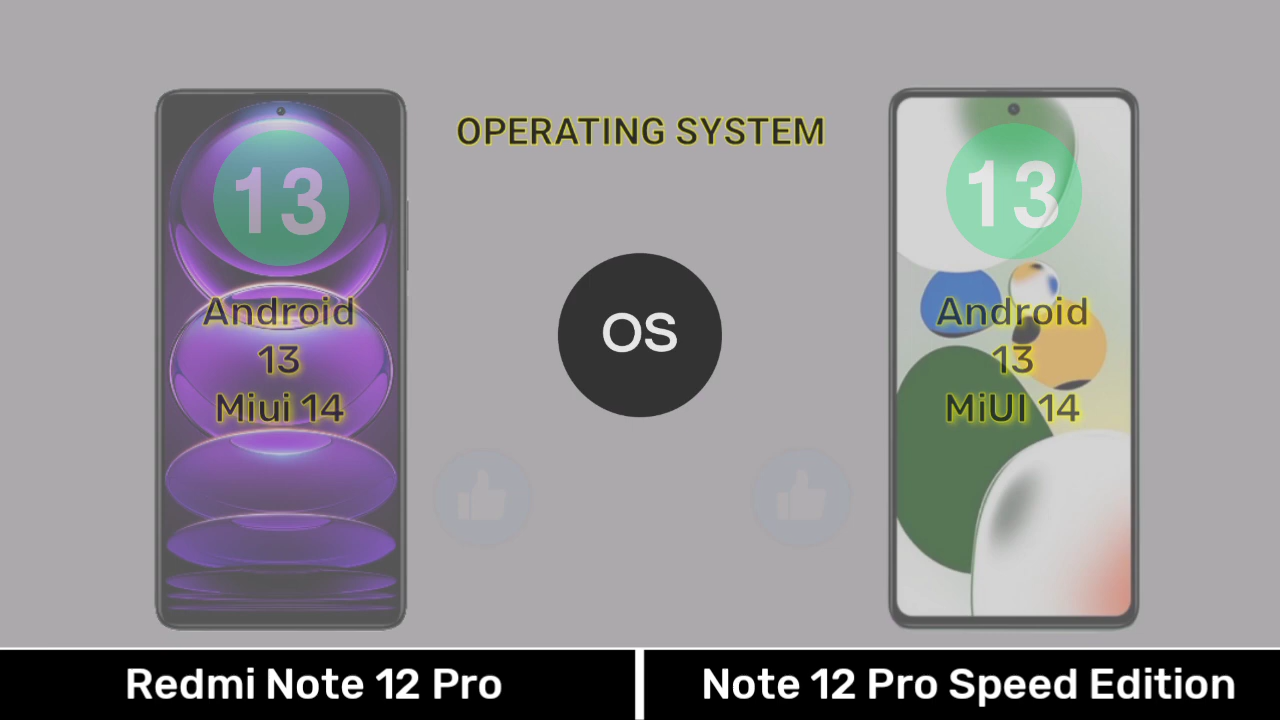 OPERATING SYSTEM
13
Android
13
Miui 14
OS
13
Android
13
MiUI 14
Redmi Note 12 Pro
Note 12 Pro Speed Edition